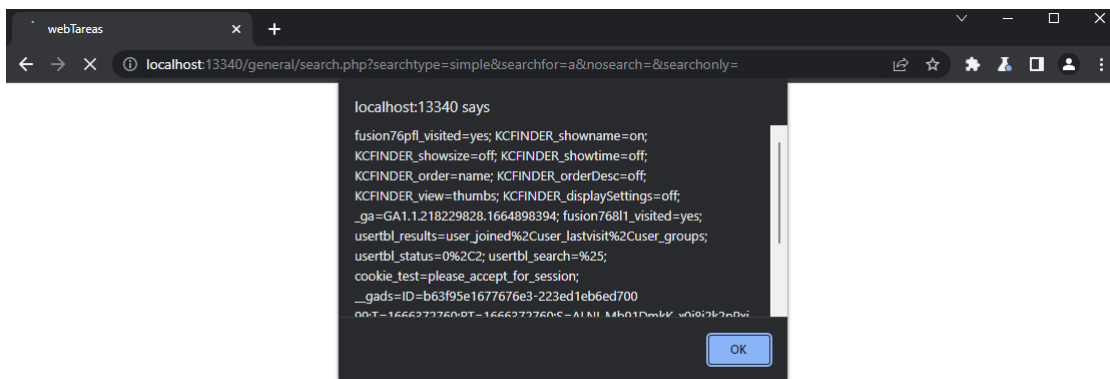 webTareas
localhost:13340/general/search.php?searchtype=simple&searchfor=a&nosearch=&searchonly=
localhost:13340 says
fusion76pfl_visited=yes; KCFINDER_showname=on;
KCFINDER_showsize=off; KCFINDER_showtime=off;
KCFINDER_order=name; KCFINDER_orderDesc=off;
KCFINDER_view=thumbs; KCFINDER_displaySettings=off;
_ga=GA1.1.218229828.1664898394; fusion768l1_visited=yes;
usertbl_results=user_joined%2Cuser_lastvisit%2Cuser_groups;
usertbl_status=0%2C2; usertbl_search=%25;
cookie_test=please_accept_for_session;
__gads=ID=b63f95e1677676e3-223ed1eb6ed700
OK